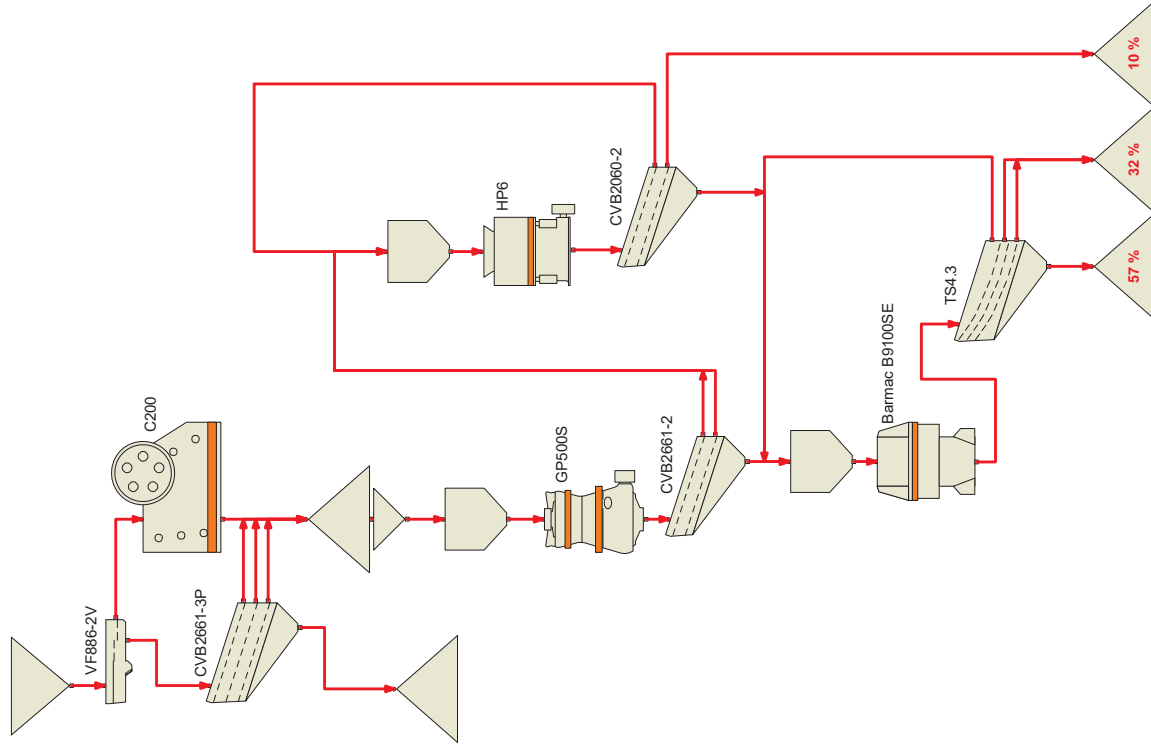 VF886-2V
C200
CVB2661-3P
GP500S
CVB2661-2
HP6
CVB2060-2
Barmac B9100SE
TS4.3
57 %
32 %
10 %